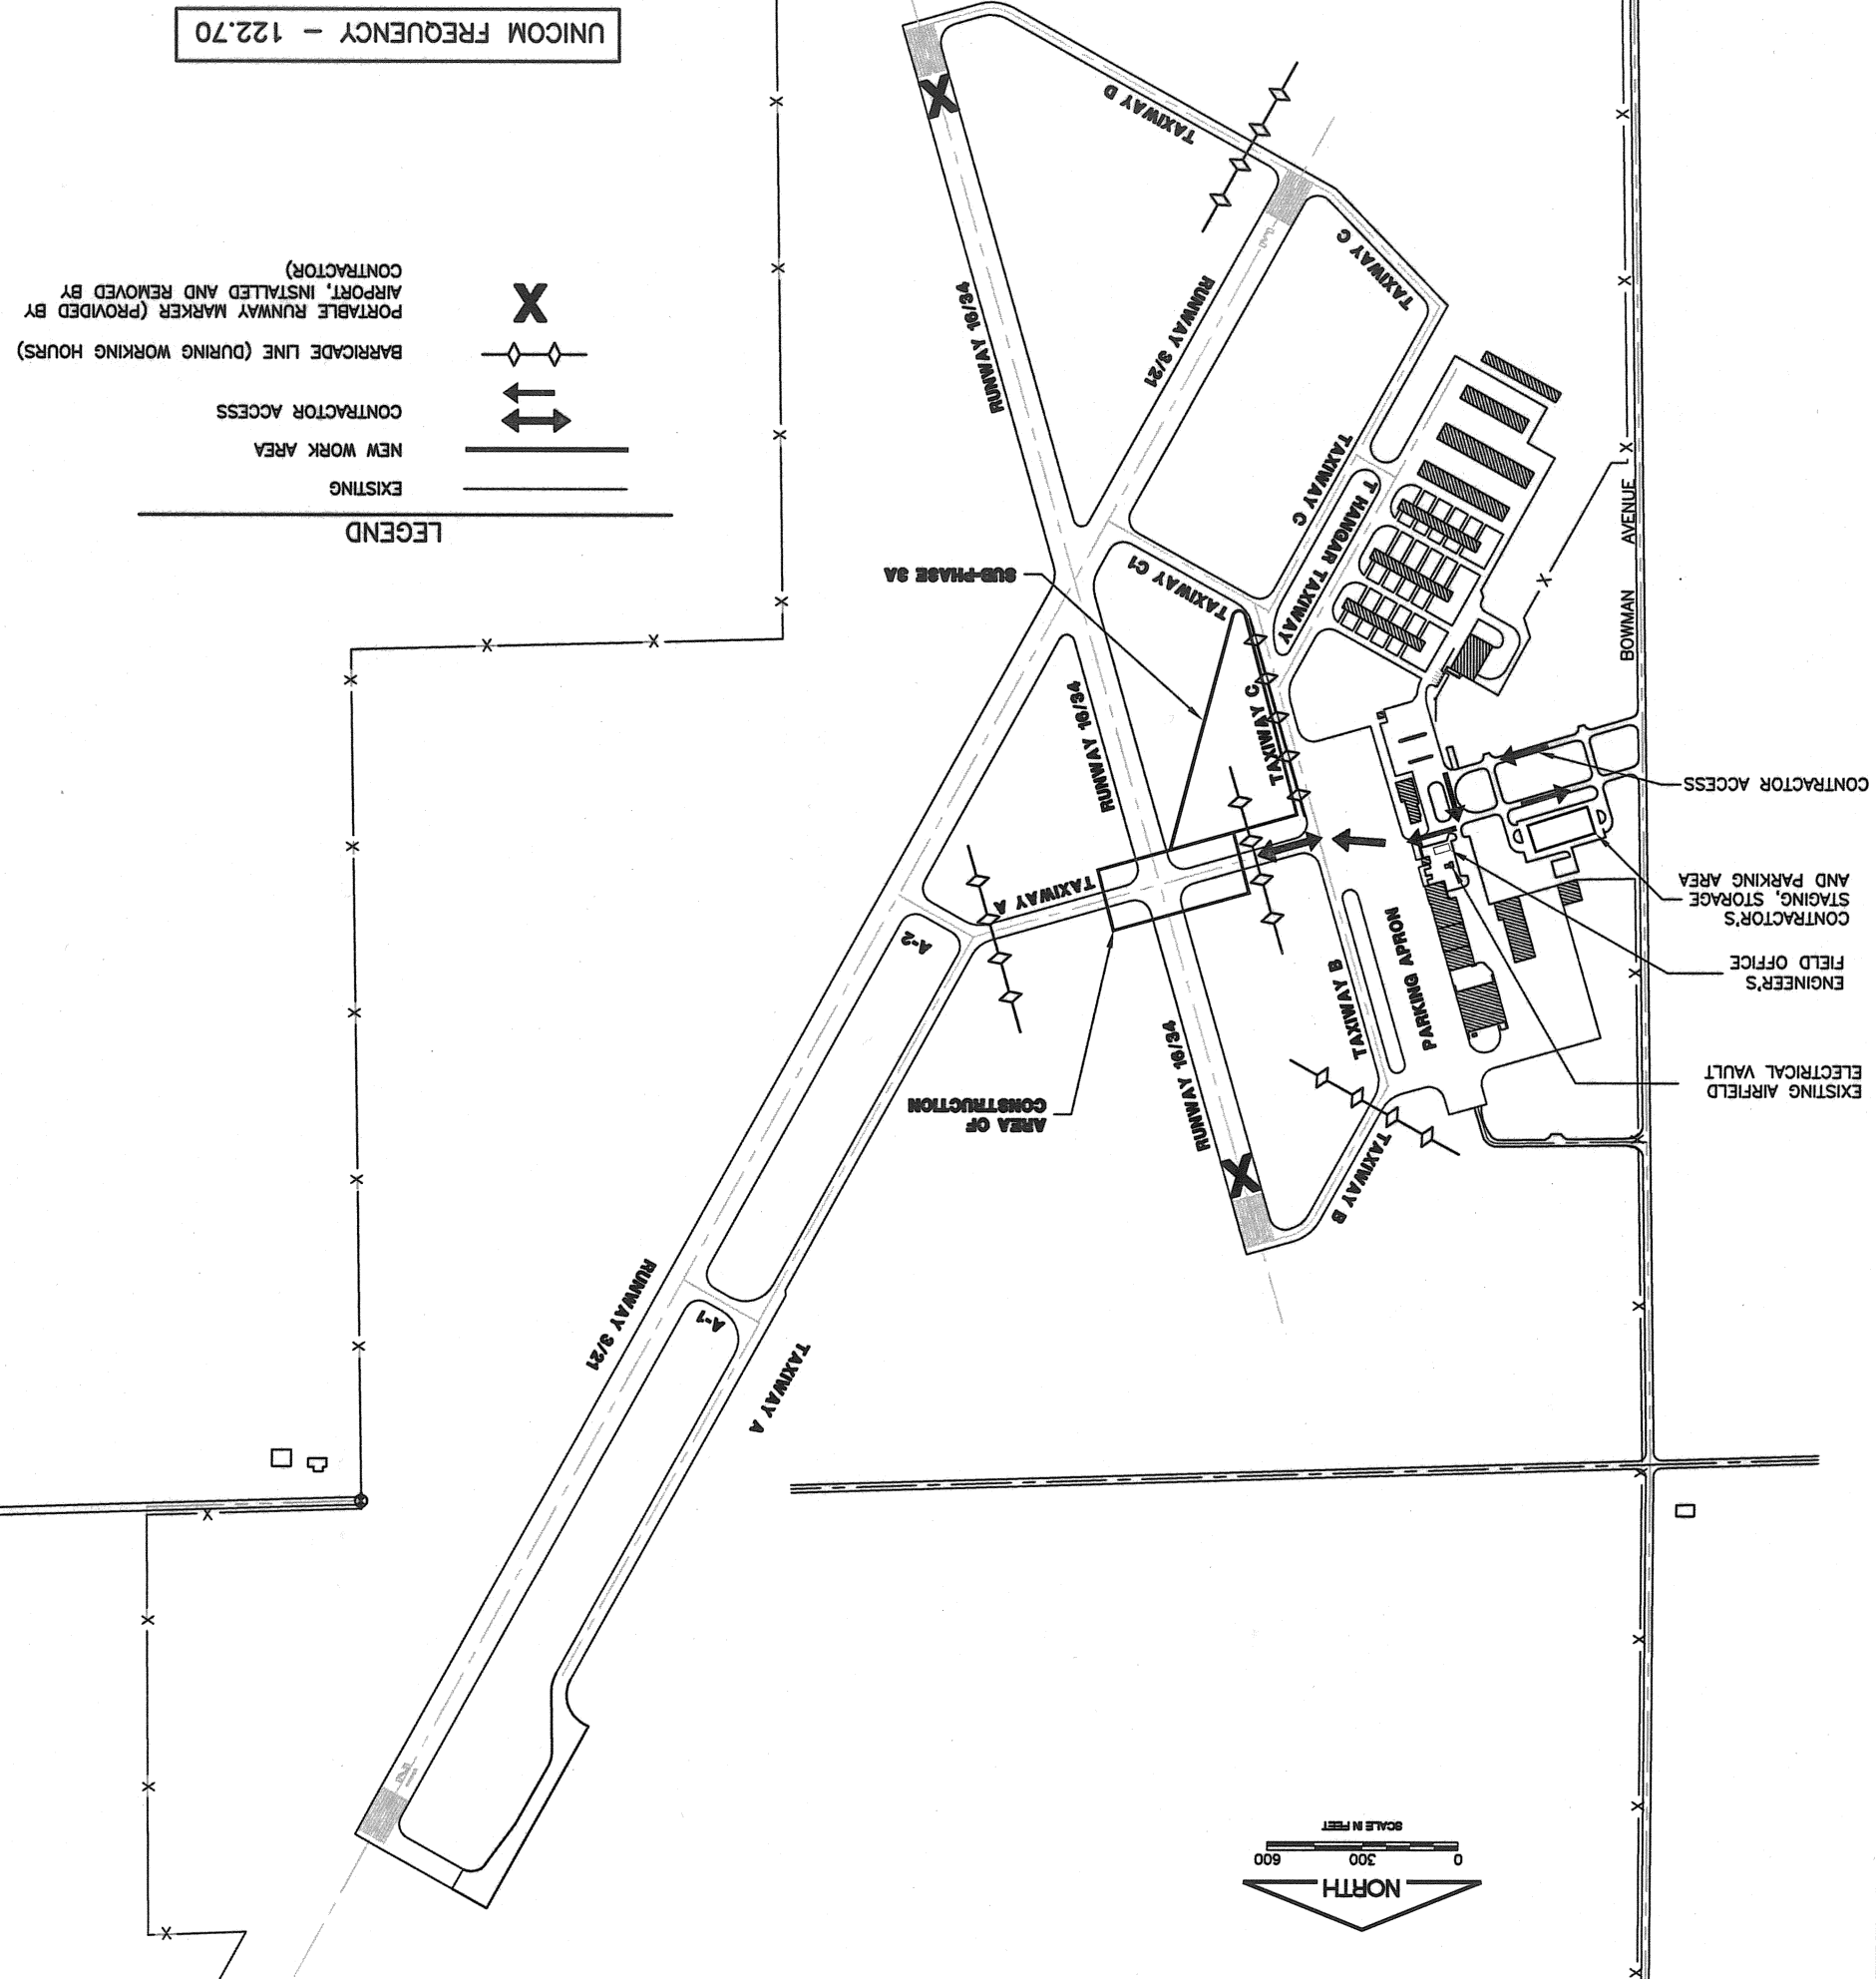 NORTH
0 300 600
SCALE IN FEET
TAXIWAY A
RUNWAY 3/21
A-1
TAXIWAY B
RUNWAY 16/34
AREA OF
CONSTRUCTION
EXISTING AIRFIELD
ELECTRICAL VAULT
PARKING APRON
TAXIWAY B
ENGINEER'S
FIELD OFFICE
CONTRACTOR'S
STAGING, STORAGE
AND PARKING AREA
A-2
TAXIWAY A
CONTRACTOR ACCESS
TAXIWAY C
RUNWAY 16/34
BOWMAN AVENUE
T HANGAR TAXIWAY
TAXIWAY C1
SUB-PHASE 3A
TAXIWAY C
RUNWAY 3/21
RUNWAY 16/34
TAXIWAY C
3
TAXIWAY D
LEGEND
EXISTING
NEW WORK AREA
CONTRACTOR ACCESS
BARRICADE LINE (DURING WORKING HOURS)
PORTABLE RUNWAY MARKER (PROVIDED BY
AIRPORT, INSTALLED AND REMOVED BY
CONTRACTOR)
UNICOM FREQUENCY - 122.70